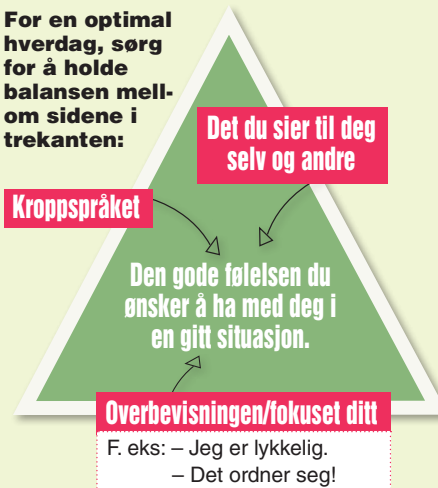 For en optimal
hverdag, sørg
for å holde
balansen mell-
om sidene i
trekanten:
Det du sier til deg
selv og andre
Kroppspråket
Den gode følelsen du
ønsker å ha med deg i
en gitt situasjon.
Overbevisningen/fokuset ditt
F. eks: – Jeg er lykkelig.
– Det ordner seg!